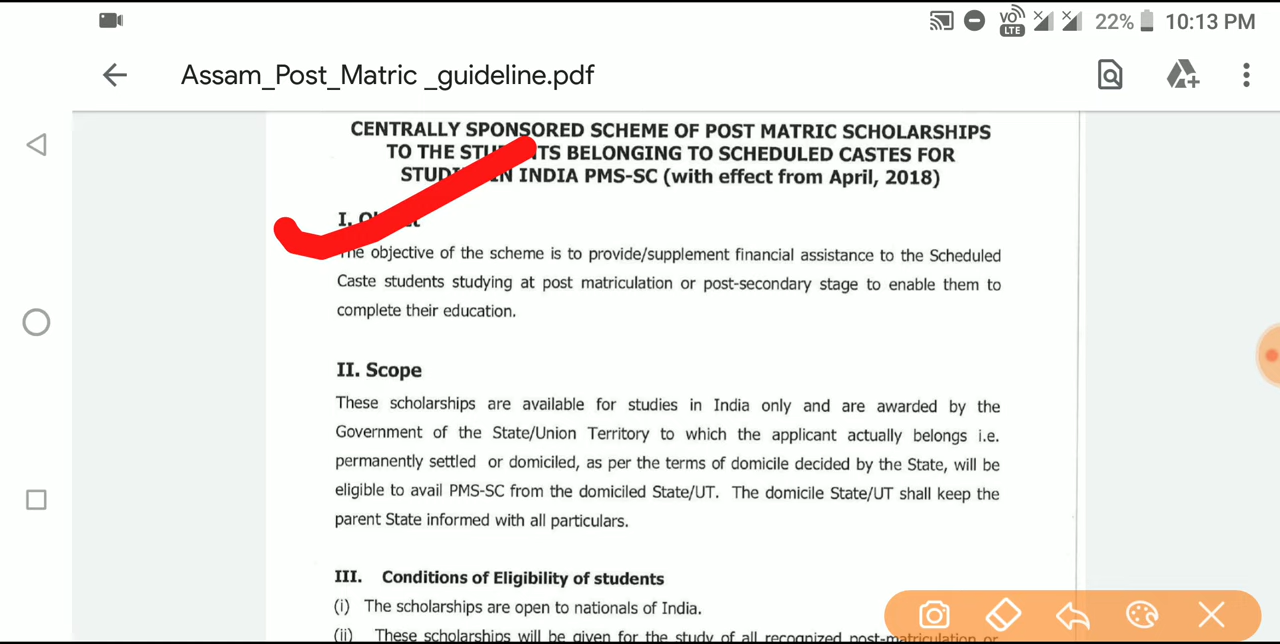 VO LTE 22% 10:13 PM
Assam_Post_Matric _guideline.pdf
CENTRALLY SPONSORED SCHEME OF POST MATRIC SCHOLARSHIPS
TO THE STUDENTS BELONGING TO SCHEDULED CASTES FOR
IN INDIA PMS-SC (with effect from April, 2018)
I.
The objective of the scheme is to provide/supplement financial assistance to the Scheduled
Caste students studying at post matriculation or post-secondary stage to enable them to
complete their education.
II. Scope
These scholarships are available for studies in India only and are awarded by the
Government of the State/Union Territory to which the applicant actually belongs i.e.
permanently settled or domiciled, as per the terms of domicile decided by the State, will be
eligible to avail PMS-SC from the domiciled State/UT. The domicile State/UT shall keep the
parent State informed with all particulars.
III. Conditions of Eligibility of students
(i) The scholarships are open to nationals of India.
(ii) These scholarships will be given for the study of all recognized post-matriculation or